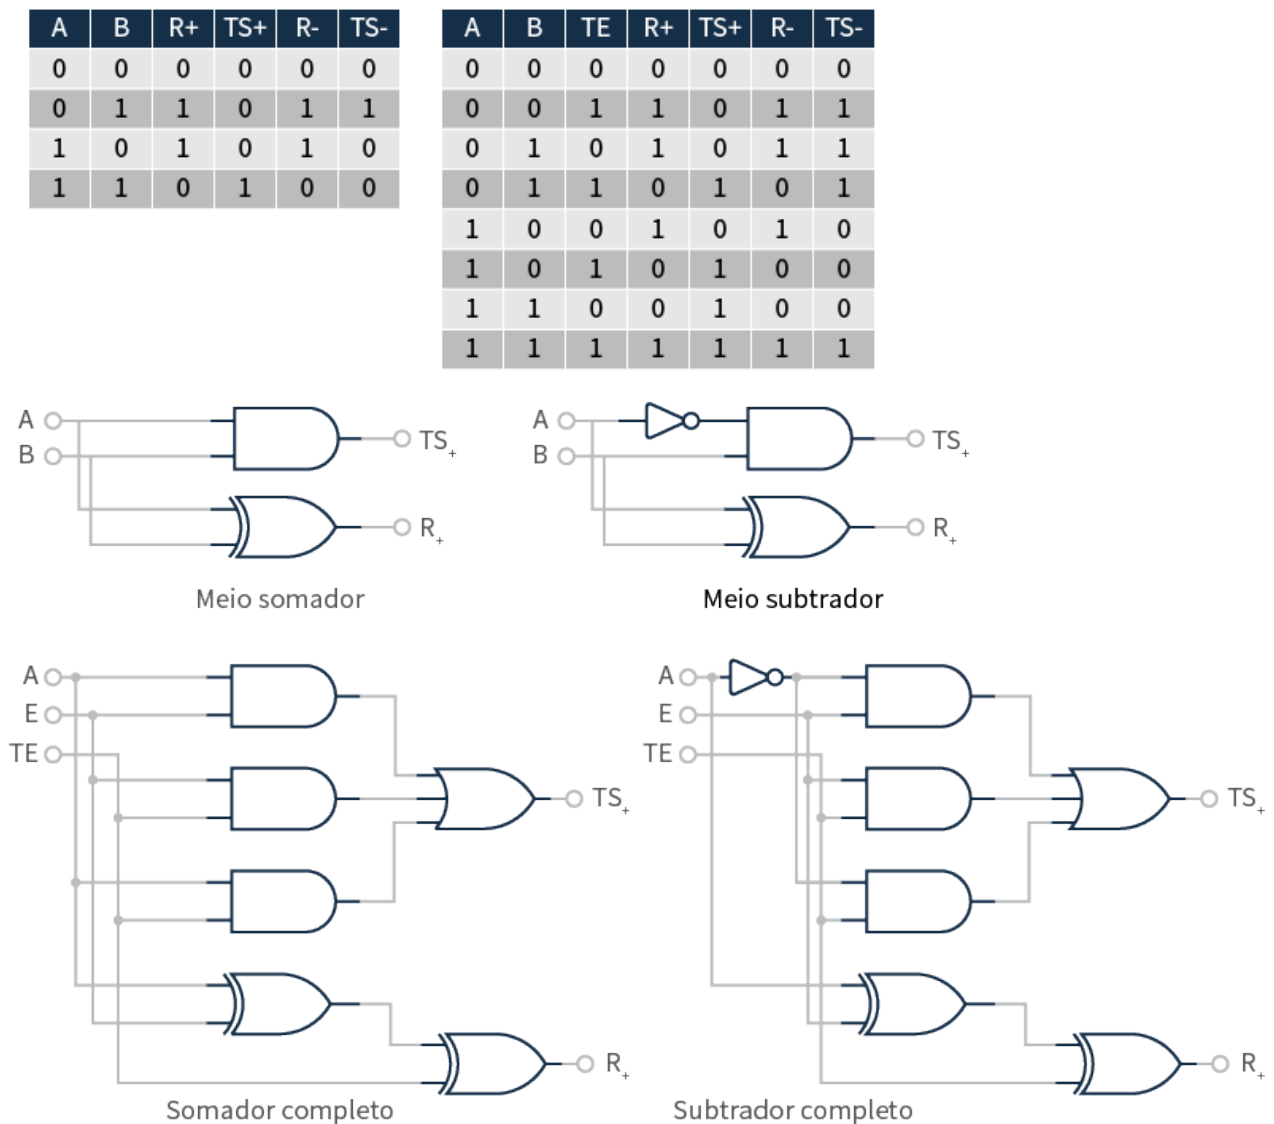 A B R+ TS+ R- TS-
0 0 0 0 0 0
0 1 1 0 1 1
1 0 1 0 1 0
1 1 0 1 0 0
A B TE R+ TS+ R- TS-
0 0 0 0 0 0 0
0 0 1 1 0 1 1
0 1 0 1 0 1 1
0 1 1 0 1 0 1
1 0 0 1 0 1 0
1 0 1 0 1 0 0
1 1 0 0 1 0 0
1 1 1 1 1 1 1
A
B
TS+
R+
Meio somador
A
B
TS+
R+
Meio subtrador
A
E
TE
TS+
R+
Somador completo
A
E
TE
TS+
R+
Subtrador completo